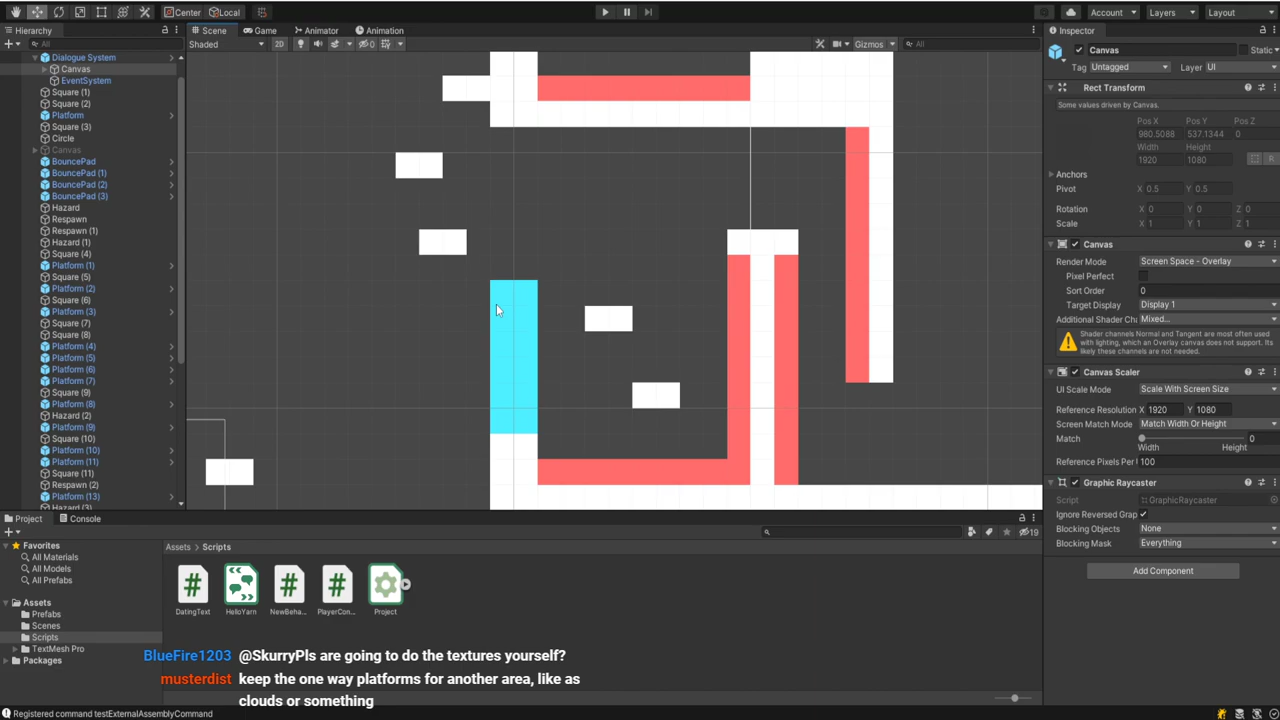 Center Local Account Layers Layout
Hierarchy Scene Game Animator Animation Inspector
All Shaded 2D 0 Gizmos All
Dialogue System
Canvas
EventSystem
Square (1)
Square (2)
Platform
Square (3)
Circle
Canvas
BouncePad
BouncePad (1)
BouncePad (2)
BouncePad (3)
Hazard
Respawn
Respawn (1)
Hazard (1)
Square (4)
Platform (1)
Square (5)
Platform (2)
Square (6)
Platform (3)
Square (7)
Square (8)
Platform (4)
Platform (5)
Platform (6)
Platform (7)
Square (9)
Platform (8)
Hazard (2)
Platform (9)
Square (10)
Platform (10)
Platform (11)
Square (11)
Respawn (2)
Platform (13)
Hazard (3)
Canvas Static
Tag Untagged Layer UI
Rect Transform
Some values driven by Canvas.
Pos X Pos Y Pos Z
980.5088 537.1344 0
Width Height
1920 1080 R
Anchors
Pivot X 0.5 Y 0.5
Rotation X 0 Y 0 Z 0
Scale X 1 Y 1 Z 1
Canvas
Render Mode Screen Space - Overlay
Pixel Perfect
Sort Order 0
Target Display Display 1
Additional Shader Ch Mixed...
Shader channels Normal and Tangent are most often used
with lighting, which an Overlay canvas does not support. Its
likely these channels are not needed.
Canvas Scaler
UI Scale Mode Scale With Screen Size
Reference Resolution X 1920 Y 1080
Screen Match Mode Match Width Or Height
Match 0
Width Height
Reference Pixels Per 100
Graphic Raycaster
Script GraphicRaycaster
Ignore Reversed Grap
Blocking Objects None
Blocking Mask Everything
Add Component
Project Console
19
Favorites
All Materials
All Models
All Prefabs
Assets
Prefabs
Scenes
Scripts
TextMesh Pro
Packages
Assets > Scripts
DatingText HelloYarn NewBeha... PlayerCon... Project
BlueFire1203 @SkurryPls are going to do the textures yourself?
musterdist keep the one way platforms for another area, like as
clouds or something
Registered command testExternalAssemblyCommand